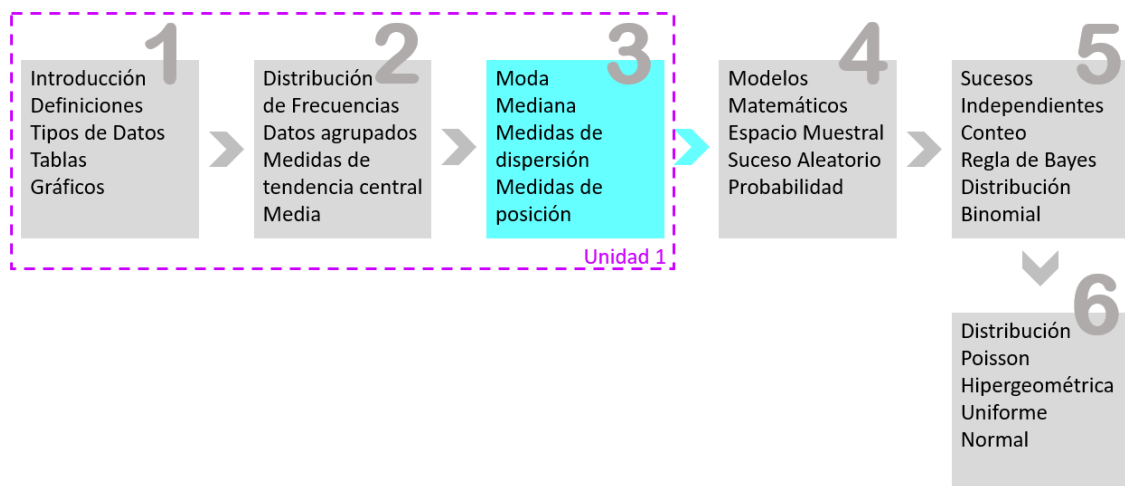 1
Introducción
Definiciones
Tipos de Datos
Tablas
Gráficos
2
Distribución
de Frecuencias
Datos agrupados
Medidas de
tendencia central
Media
3
Moda
Mediana
Medidas de
dispersión
Medidas de
posición
Unidad 1
4
Modelos
Matemáticos
Espacio Muestral
Suceso Aleatorio
Probabilidad
5
Sucesos
Independientes
Conteo
Regla de Bayes
Distribución
Binomial
6
Distribución
Poisson
Hipergeométrica
Uniforme
Normal